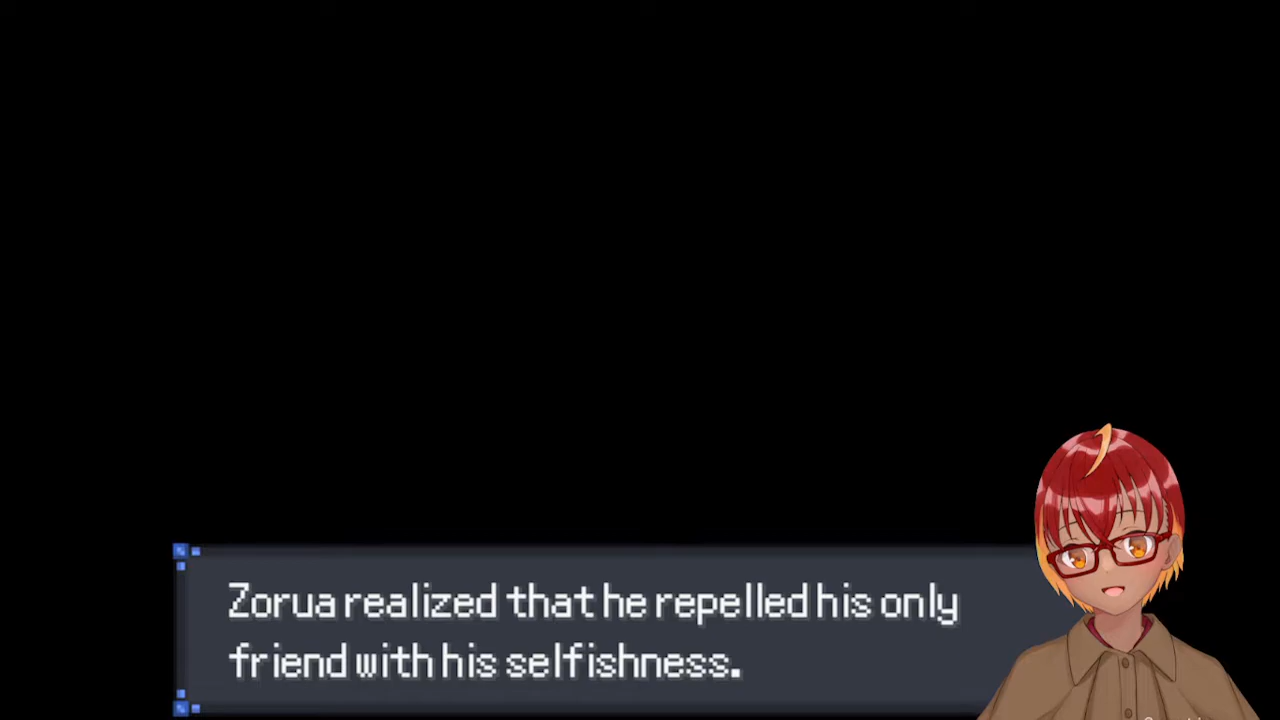 Zorua realized that he repelled his only
friend with his selfishness.